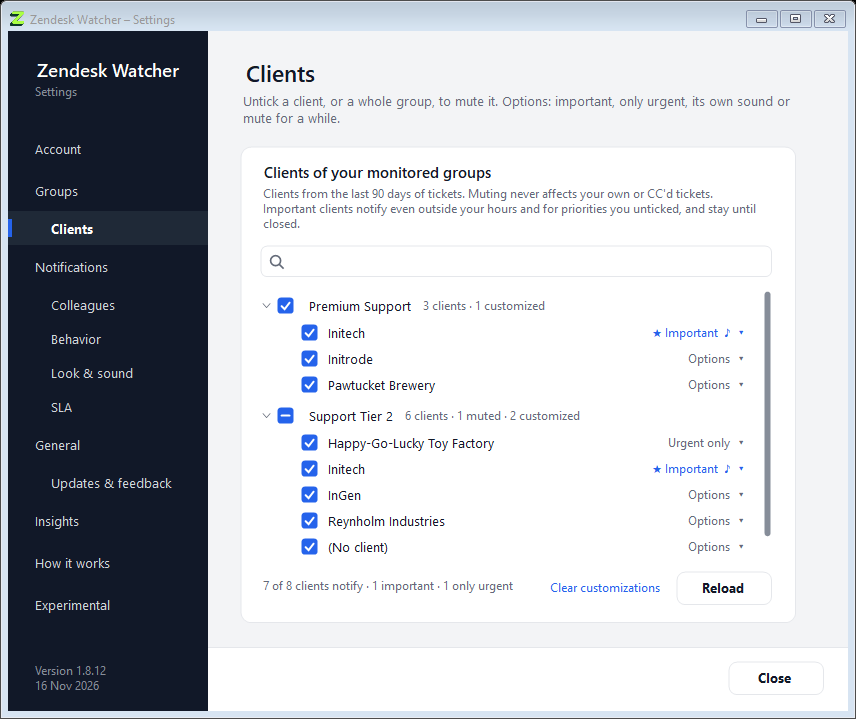 Zendesk Watcher – Settings
Zendesk Watcher
Settings
Account
Groups
Clients
Notifications
Colleagues
Behavior
Look & sound
SLA
General
Updates & feedback
Insights
How it works
Experimental
Version 1.8.12
16 Nov 2026
Clients
Untick a client, or a whole group, to mute it. Options: important, only urgent, its own sound or
mute for a while.
Clients of your monitored groups
Clients from the last 90 days of tickets. Muting never affects your own or CC'd tickets.
Important clients notify even outside your hours and for priorities you unticked, and stay until
closed.
Premium Support 3 clients · 1 customized
Initech ★ Important ♪ ▾
Initrode Options ▾
Pawtucket Brewery Options ▾
Support Tier 2 6 clients · 1 muted · 2 customized
Happy-Go-Lucky Toy Factory Urgent only ▾
Initech ★ Important ♪ ▾
InGen Options ▾
Reynholm Industries Options ▾
(No client) Options ▾
7 of 8 clients notify · 1 important · 1 only urgent Clear customizations Reload
Close